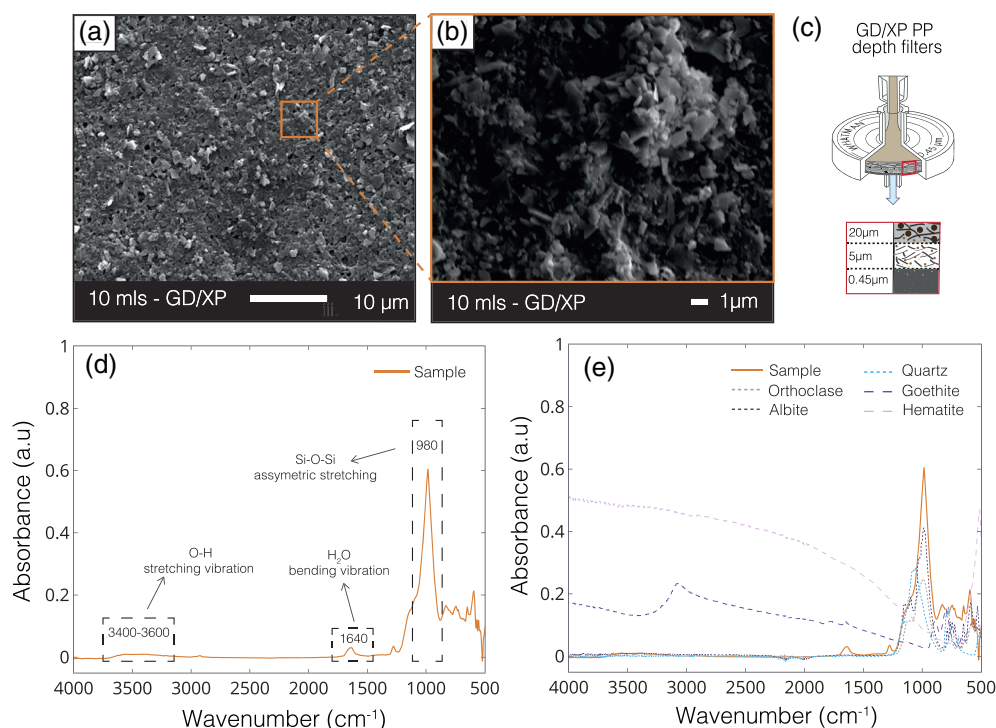 (a)
10 mls - GD/XP
10 µm
(b)
10 mls - GD/XP
1µm
(c)
GD/XP PP
depth filters
WHATMAN
0.45 µm
20µm
5µm
0.45µm
(d)
Sample
Si-O-Si
assymetric stretching
980
O-H
stretching vibration
H₂O
bending vibration
3400-3600
1640
Absorbance (a.u)
1
0.8
0.6
0.4
0.2
0
4000 3500 3000 2500 2000 1500 1000 500
Wavenumber (cm⁻¹)
(e)
Sample
Orthoclase
Albite
Quartz
Goethite
Hematite
Absorbance (a.u)
1
0.8
0.6
0.4
0.2
0
4000 3500 3000 2500 2000 1500 1000 500
Wavenumber (cm⁻¹)